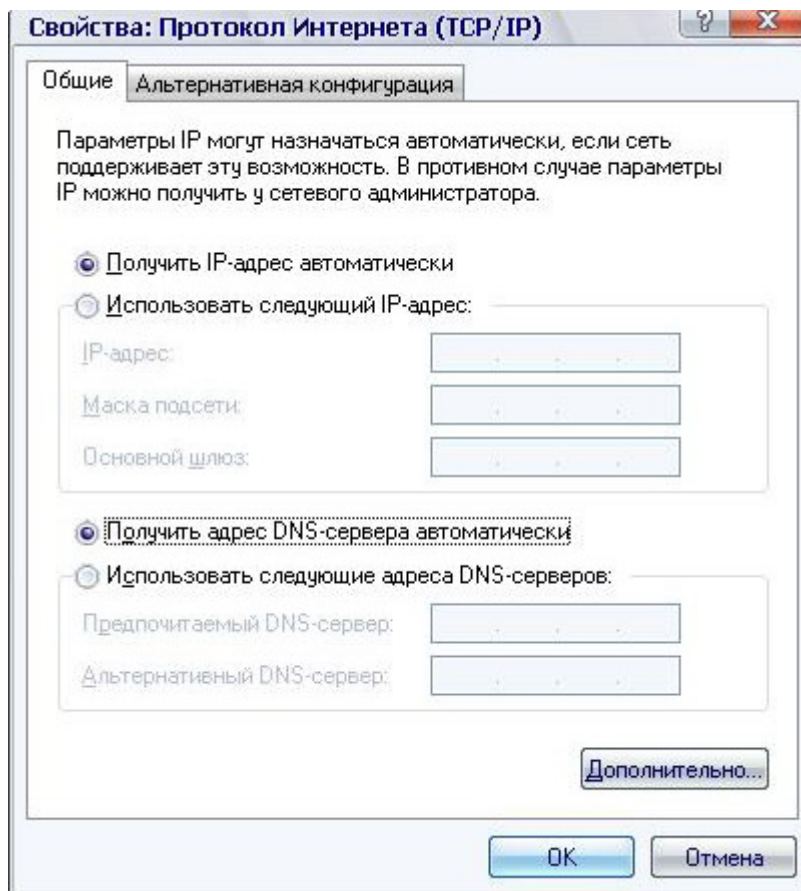 Свойства: Протокол Интернета (TCP/IP)
Общие
Альтернативная конфигурация
Параметры IP могут назначаться автоматически, если сеть
поддерживает эту возможность. В противном случае параметры
IP можно получить у сетевого администратора.
Получить IP-адрес автоматически
Использовать следующий IP-адрес:
IP-адрес:
Маска подсети:
Основной шлюз:
Получить адрес DNS-сервера автоматически
Использовать следующие адреса DNS-серверов:
Предпочитаемый DNS-сервер:
Альтернативный DNS-сервер:
Дополнительно...
OK
Отмена